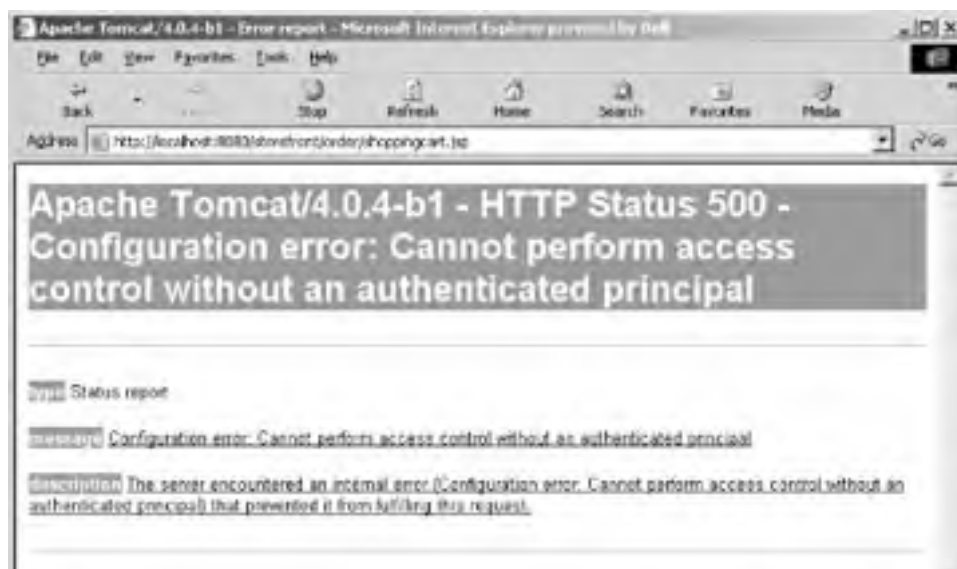 Apache Tomcat/4.0.4-b1 - Error report - Microsoft Internet Explorer provided by Dell
File Edit View Favorites Tools Help
Back Stop Refresh Home Search Favorites Media
Address http://localhost:8080/storefront/order/shoppingcart.jsp Go
Apache Tomcat/4.0.4-b1 - HTTP Status 500 -
Configuration error: Cannot perform access
control without an authenticated principal
type Status report
message Configuration error: Cannot perform access control without an authenticated principal
description The server encountered an internal error (Configuration error: Cannot perform access control without an
authenticated principal) that prevented it from fulfilling this request.